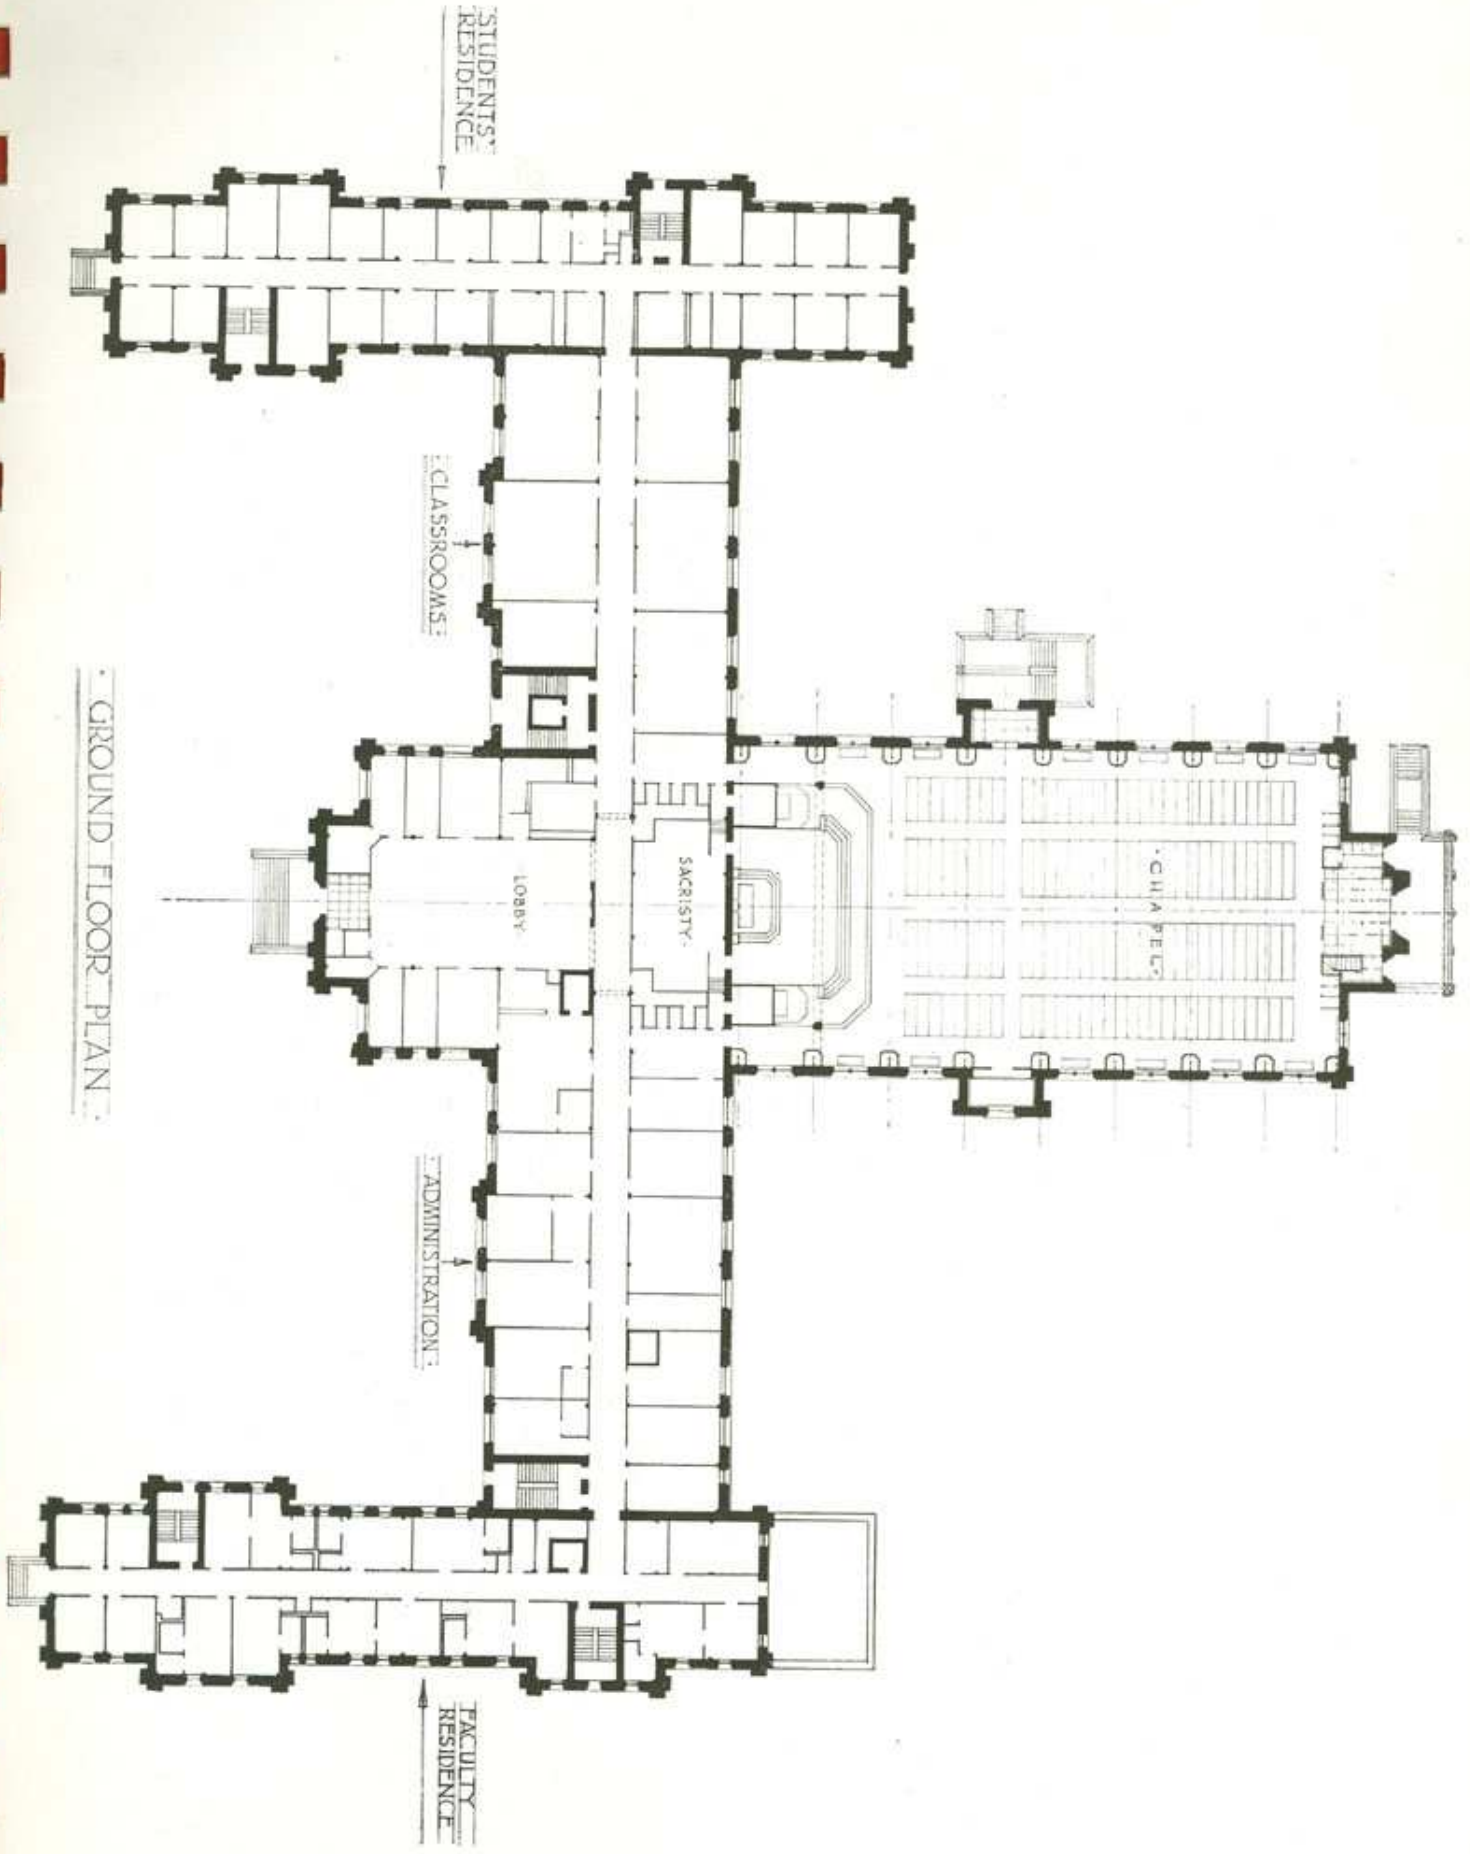 STUDENTS'
RESIDENCE
CLASSROOMS
GROUND FLOOR PLAN
LOBBY
SACRISTY
CHAPEL
ADMINISTRATION
FACULTY
RESIDENCE